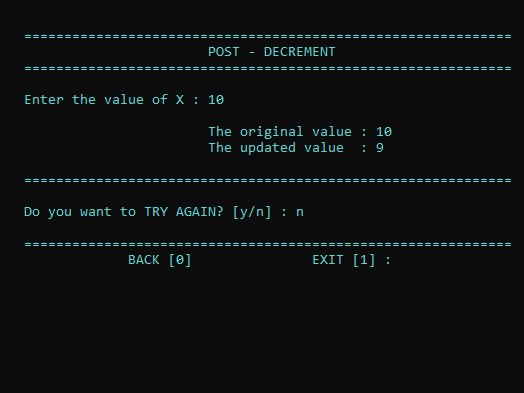 =============================================================
POST - DECREMENT
=============================================================
Enter the value of X : 10
The original value : 10
The updated value  : 9
=============================================================
Do you want to TRY AGAIN? [y/n] : n
=============================================================
BACK [0]               EXIT [1] :